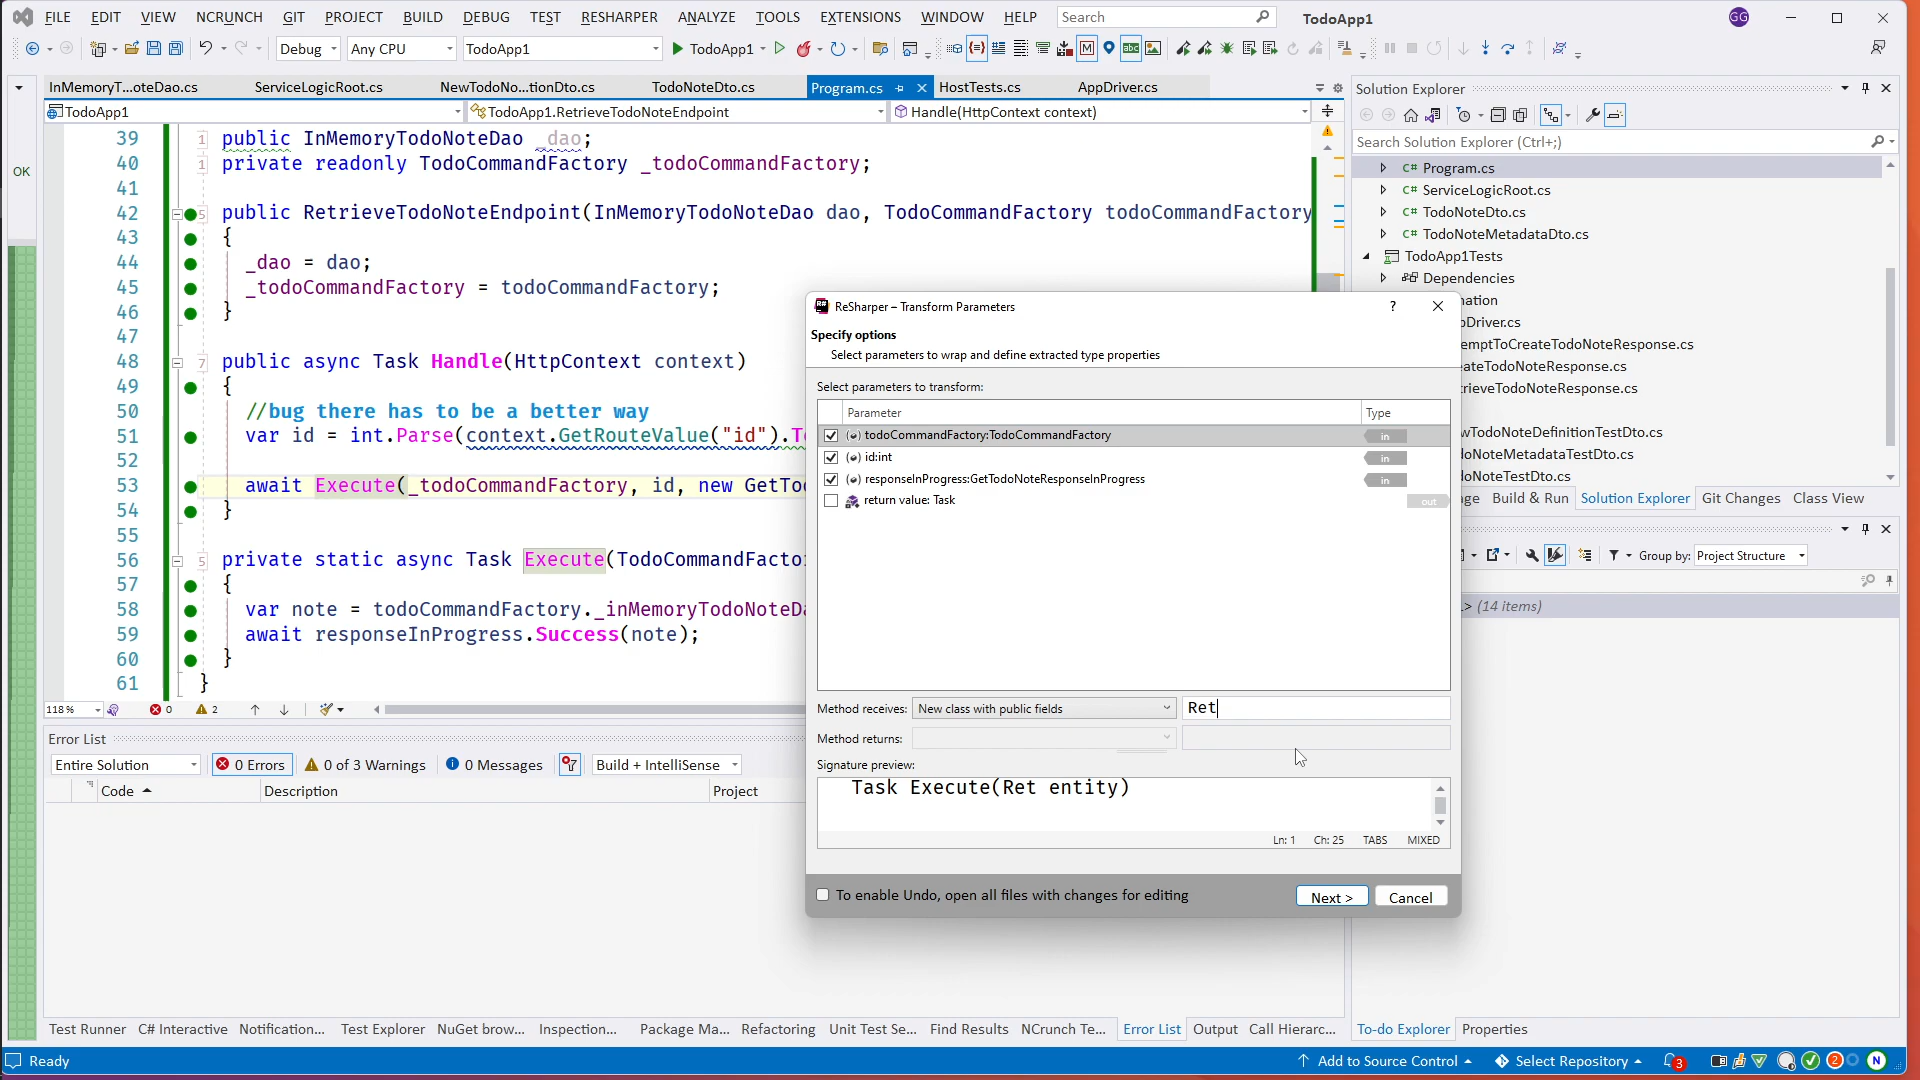 FILE EDIT VIEW NCRUNCH GIT PROJECT BUILD DEBUG TEST RESHARPER ANALYZE TOOLS EXTENSIONS WINDOW HELP Search TodoApp1 GG
Debug Any CPU TodoApp1 TodoApp1
InMemoryT...oteDao.cs ServiceLogicRoot.cs NewTodoNo...tionDto.cs TodoNoteDto.cs Program.cs HostTests.cs AppDriver.cs
TodoApp1 TodoApp1.RetrieveTodoNoteEndpoint Handle(HttpContext context)
OK
39 public InMemoryTodoNoteDao _dao;
40 private readonly TodoCommandFactory _todoCommandFactory;
41
42 public RetrieveTodoNoteEndpoint(InMemoryTodoNoteDao dao, TodoCommandFactory todoCommandFactory
43 {
44 _dao = dao;
45 _todoCommandFactory = todoCommandFactory;
46 }
47
48 public async Task Handle(HttpContext context)
49 {
50 //bug there has to be a better way
51 var id = int.Parse(context.GetRouteValue("id").To
52
53 await Execute(_todoCommandFactory, id, new GetToo
54 }
55
56 private static async Task Execute(TodoCommandFacto
57 {
58 var note = todoCommandFactory._inMemoryTodoNoteDa
59 await responseInProgress.Success(note);
60 }
61 }
118 % 0 2
Error List
Entire Solution 0 Errors 0 of 3 Warnings 0 Messages Build + IntelliSense
Code Description Project
ReSharper – Transform Parameters
Specify options
Select parameters to wrap and define extracted type properties
Select parameters to transform:
Parameter Type
todoCommandFactory:TodoCommandFactory in
id:int in
responseInProgress:GetTodoNoteResponseInProgress in
return value: Task out
Method receives: New class with public fields Ret
Method returns:
Signature preview:
Task Execute(Ret entity)
Ln: 1 Ch: 25 TABS MIXED
To enable Undo, open all files with changes for editing Next > Cancel
Solution Explorer
Search Solution Explorer (Ctrl+;)
C# Program.cs
C# ServiceLogicRoot.cs
C# TodoNoteDto.cs
C# TodoNoteMetadataDto.cs
TodoApp1Tests
Dependencies
mation
pDriver.cs
emptToCreateTodoNoteResponse.cs
eateTodoNoteResponse.cs
trieveTodoNoteResponse.cs
wTodoNoteDefinitionTestDto.cs
doNoteMetadataTestDto.cs
doNoteTestDto.cs
ge Build & Run Solution Explorer Git Changes Class View
Group by: Project Structure
> (14 items)
Test Runner C# Interactive Notification... Test Explorer NuGet brow... Inspection... Package Ma... Refactoring Unit Test Se... Find Results NCrunch Te... Error List Output Call Hierarc... To-do Explorer Properties
Ready Add to Source Control Select Repository 3 2 N